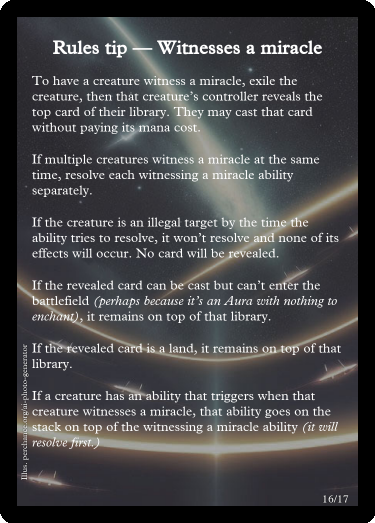 Rules tip — Witnesses a miracle
To have a creature witness a miracle, exile the
creature, then that creature's controller reveals the
top card of their library. They may cast that card
without paying its mana cost.
If multiple creatures witness a miracle at the same
time, resolve each witnessing a miracle ability
separately.
If the creature is an illegal target by the time the
ability tries to resolve, it won't resolve and none of its
effects will occur. No card will be revealed.
If the revealed card can be cast but can't enter the
battlefield (perhaps because it's an Aura with nothing to
enchant), it remains on top of that library.
If the revealed card is a land, it remains on top of that
library.
If a creature has an ability that triggers when that
creature witnesses a miracle, that ability goes on the
stack on top of the witnessing a miracle ability (it will
resolve first.)
Illus. perchance.org/ai-photo-generator
16/17